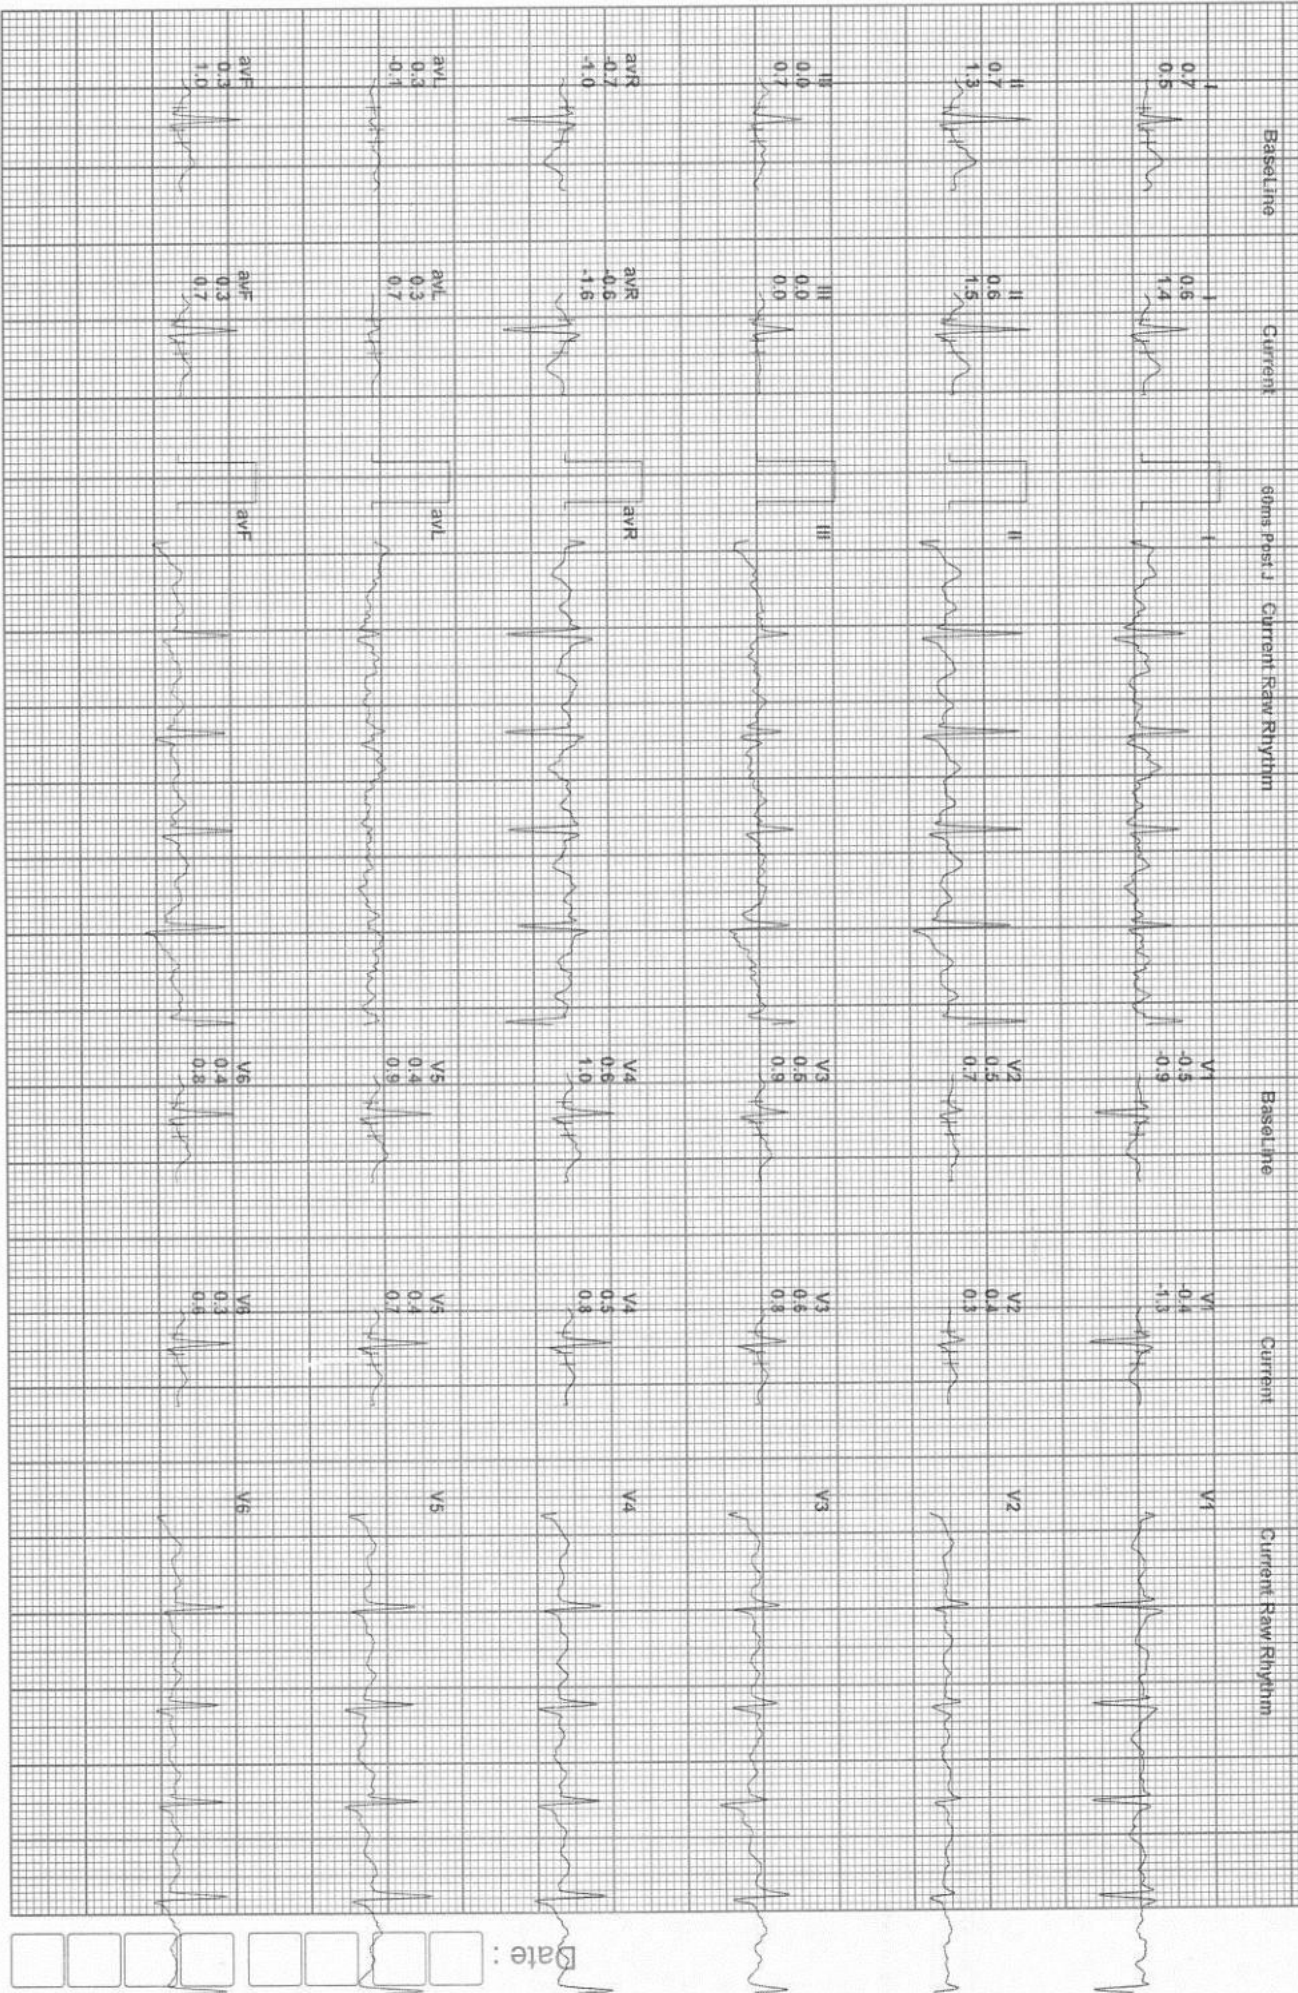 BaseLine Current 60ms Post J Current Raw Rhythm BaseLine Current Current Raw Rhythm
I
0.7
0.5
I
0.6
1.4
I
V1
-0.5
-0.9
V1
-0.4
-1.3
V1
II
0.7
1.3
II
0.6
1.5
II
V2
0.5
0.7
V2
0.4
0.3
V2
III
0.0
0.7
III
0.0
0.0
III
V3
0.5
0.9
V3
0.6
0.8
V3
avR
-0.7
-1.0
avR
-0.6
-1.6
avR
V4
0.6
1.0
V4
0.5
0.8
V4
avL
0.3
-0.1
avL
0.3
0.7
avL
V5
0.4
0.9
V5
0.4
0.7
V5
avF
0.3
1.0
avF
0.3
0.7
avF
V6
0.4
0.8
V6
0.3
0.6
V6
Date :